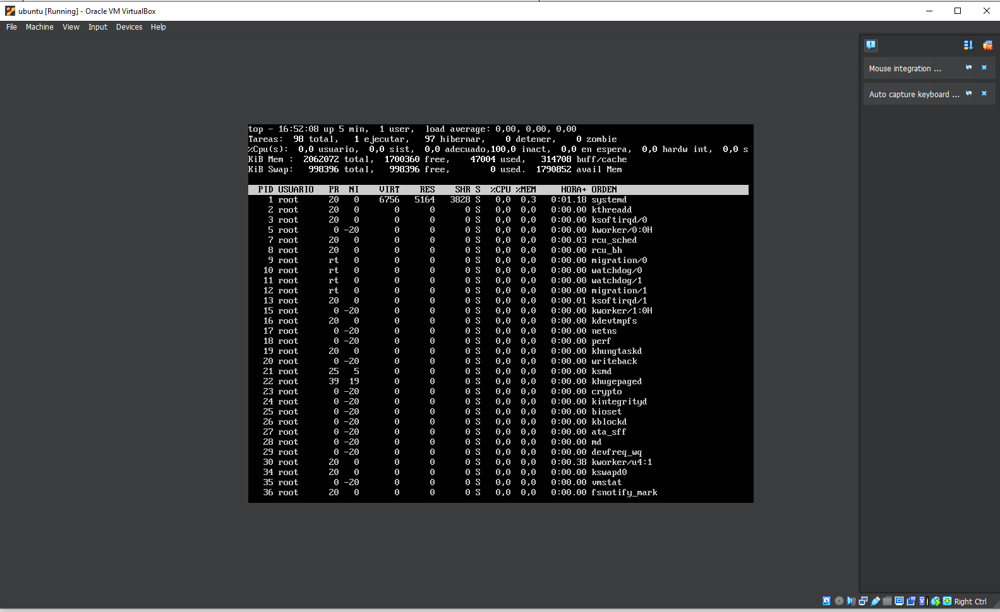 ubuntu [Running] - Oracle VM VirtualBox
File Machine View Input Devices Help
Mouse integration ...
Auto capture keyboard ...
top - 16:52:08 up 5 min,  1 user,  load average: 0,00, 0,00, 0,00
Tareas:  98 total,   1 ejecutar,   97 hibernar,    0 detener,    0 zombie
%Cpu(s):  0,0 usuario,  0,0 sist,  0,0 adecuado,100,0 inact,  0,0 en espera,  0,0 hardw int,  0,0 s
KiB Mem :  2062072 total,  1700360 free,    47004 used,   314708 buff/cache
KiB Swap:   998396 total,   998396 free,        0 used.  1790852 avail Mem
PID USUARIO   PR  NI    VIRT    RES    SHR S  %CPU %MEM     HORA+ ORDEN
1 root      20   0    6756   5164   3828 S   0,0  0,3   0:01.18 systemd
2 root      20   0       0      0      0 S   0,0  0,0   0:00.00 kthreadd
3 root      20   0       0      0      0 S   0,0  0,0   0:00.00 ksoftirqd/0
5 root       0 -20       0      0      0 S   0,0  0,0   0:00.00 kworker/0:0H
7 root      20   0       0      0      0 S   0,0  0,0   0:00.03 rcu_sched
8 root      20   0       0      0      0 S   0,0  0,0   0:00.00 rcu_bh
9 root      rt   0       0      0      0 S   0,0  0,0   0:00.00 migration/0
10 root      rt   0       0      0      0 S   0,0  0,0   0:00.00 watchdog/0
11 root      rt   0       0      0      0 S   0,0  0,0   0:00.00 watchdog/1
12 root      rt   0       0      0      0 S   0,0  0,0   0:00.00 migration/1
13 root      20   0       0      0      0 S   0,0  0,0   0:00.01 ksoftirqd/1
15 root       0 -20       0      0      0 S   0,0  0,0   0:00.00 kworker/1:0H
16 root      20   0       0      0      0 S   0,0  0,0   0:00.00 kdevtmpfs
17 root       0 -20       0      0      0 S   0,0  0,0   0:00.00 netns
18 root       0 -20       0      0      0 S   0,0  0,0   0:00.00 perf
19 root      20   0       0      0      0 S   0,0  0,0   0:00.00 khungtaskd
20 root       0 -20       0      0      0 S   0,0  0,0   0:00.00 writeback
21 root      25   5       0      0      0 S   0,0  0,0   0:00.00 ksmd
22 root      39  19       0      0      0 S   0,0  0,0   0:00.00 khugepaged
23 root       0 -20       0      0      0 S   0,0  0,0   0:00.00 crypto
24 root       0 -20       0      0      0 S   0,0  0,0   0:00.00 kintegrityd
25 root       0 -20       0      0      0 S   0,0  0,0   0:00.00 bioset
26 root       0 -20       0      0      0 S   0,0  0,0   0:00.00 kblockd
27 root       0 -20       0      0      0 S   0,0  0,0   0:00.00 ata_sff
28 root       0 -20       0      0      0 S   0,0  0,0   0:00.00 md
29 root       0 -20       0      0      0 S   0,0  0,0   0:00.00 devfreq_wq
30 root      20   0       0      0      0 S   0,0  0,0   0:00.38 kworker/u4:1
34 root      20   0       0      0      0 S   0,0  0,0   0:00.00 kswapd0
35 root       0 -20       0      0      0 S   0,0  0,0   0:00.00 vmstat
36 root      20   0       0      0      0 S   0,0  0,0   0:00.00 fsnotify_mark
Right Ctrl